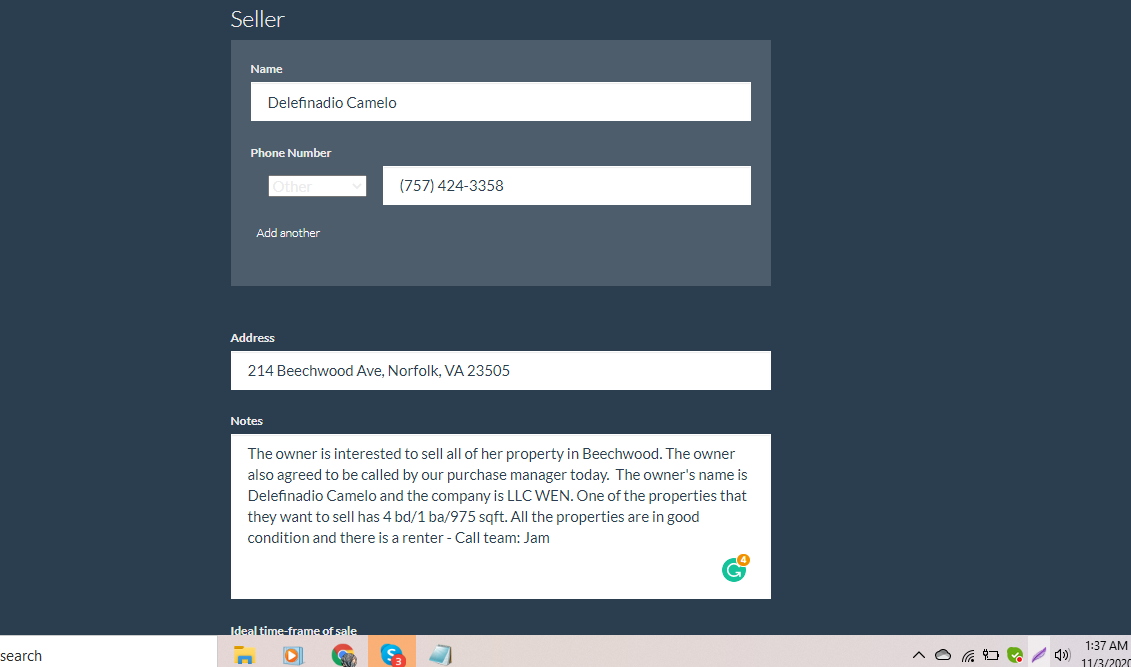 Seller
Name
Delefinadio Camelo
Phone Number
Other
(757) 424-3358
Add another
Address
214 Beechwood Ave, Norfolk, VA 23505
Notes
The owner is interested to sell all of her property in Beechwood. The owner
also agreed to be called by our purchase manager today.  The owner's name is
Delefinadio Camelo and the company is LLC WEN. One of the properties that
they want to sell has 4 bd/1 ba/975 sqft. All the properties are in good
condition and there is a renter - Call team: Jam
4
Ideal time-frame of sale
search
3
1:37 AM